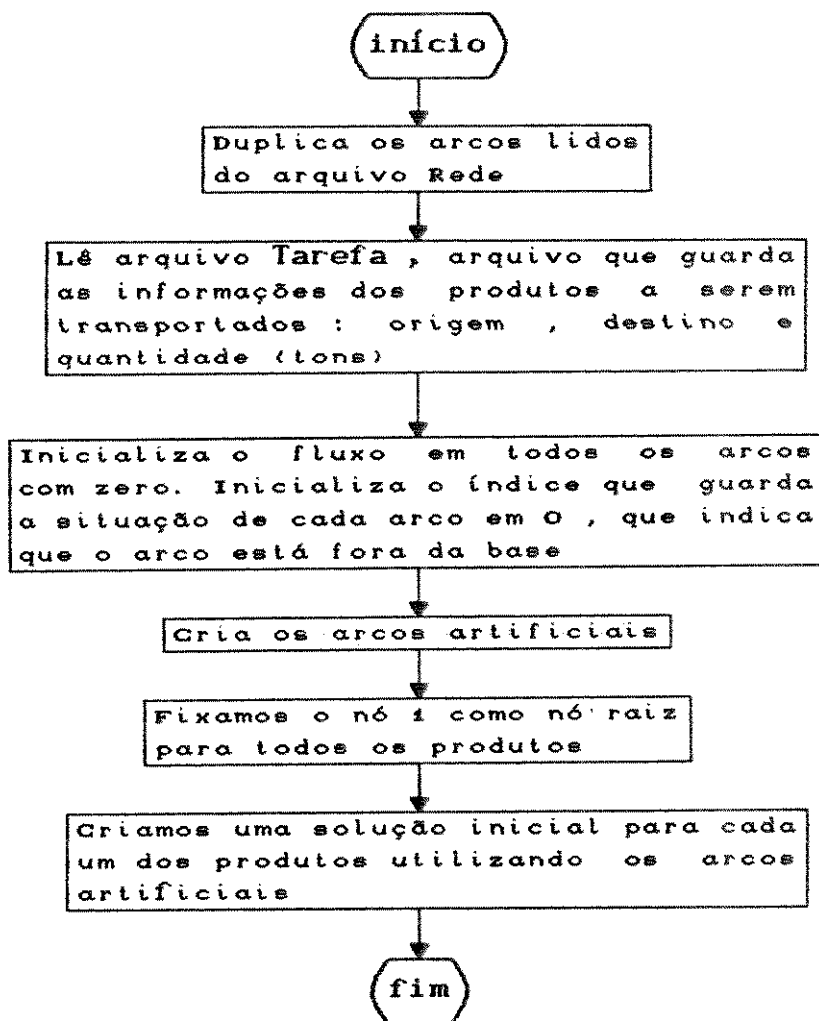 início
Duplica os arcos lidos
do arquivo Rede
Lê arquivo Tarefa , arquivo que guarda
as informações dos produtos a serem
transportados : origem , destino e
quantidade (tons)
Inicializa o fluxo em todos os arcos
com zero. Inicializa o índice que guarda
a situação de cada arco em 0 , que indica
que o arco está fora da base
Cria os arcos artificiais
Fixamos o nó 1 como nó raiz
para todos os produtos
Criamos uma solução inicial para cada
um dos produtos utilizando os arcos
artificiais
fim